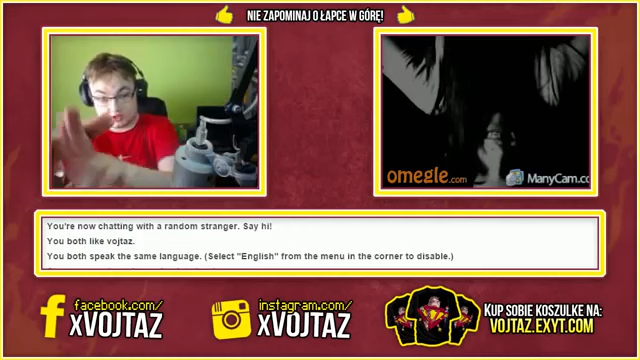 NIE ZAPOMINAJ O ŁAPCE W GÓRĘ!
omegle.com
ManyCam.co
You're now chatting with a random stranger. Say hi!
You both like vojtaz.
You both speak the same language. (Select "English" from the menu in the corner to disable.)
facebook.com/
xVOJTAZ
instagram.com/
xVOJTAZ
KUP SOBIE KOSZULKE NA:
VOJTAZ.EXYT.COM